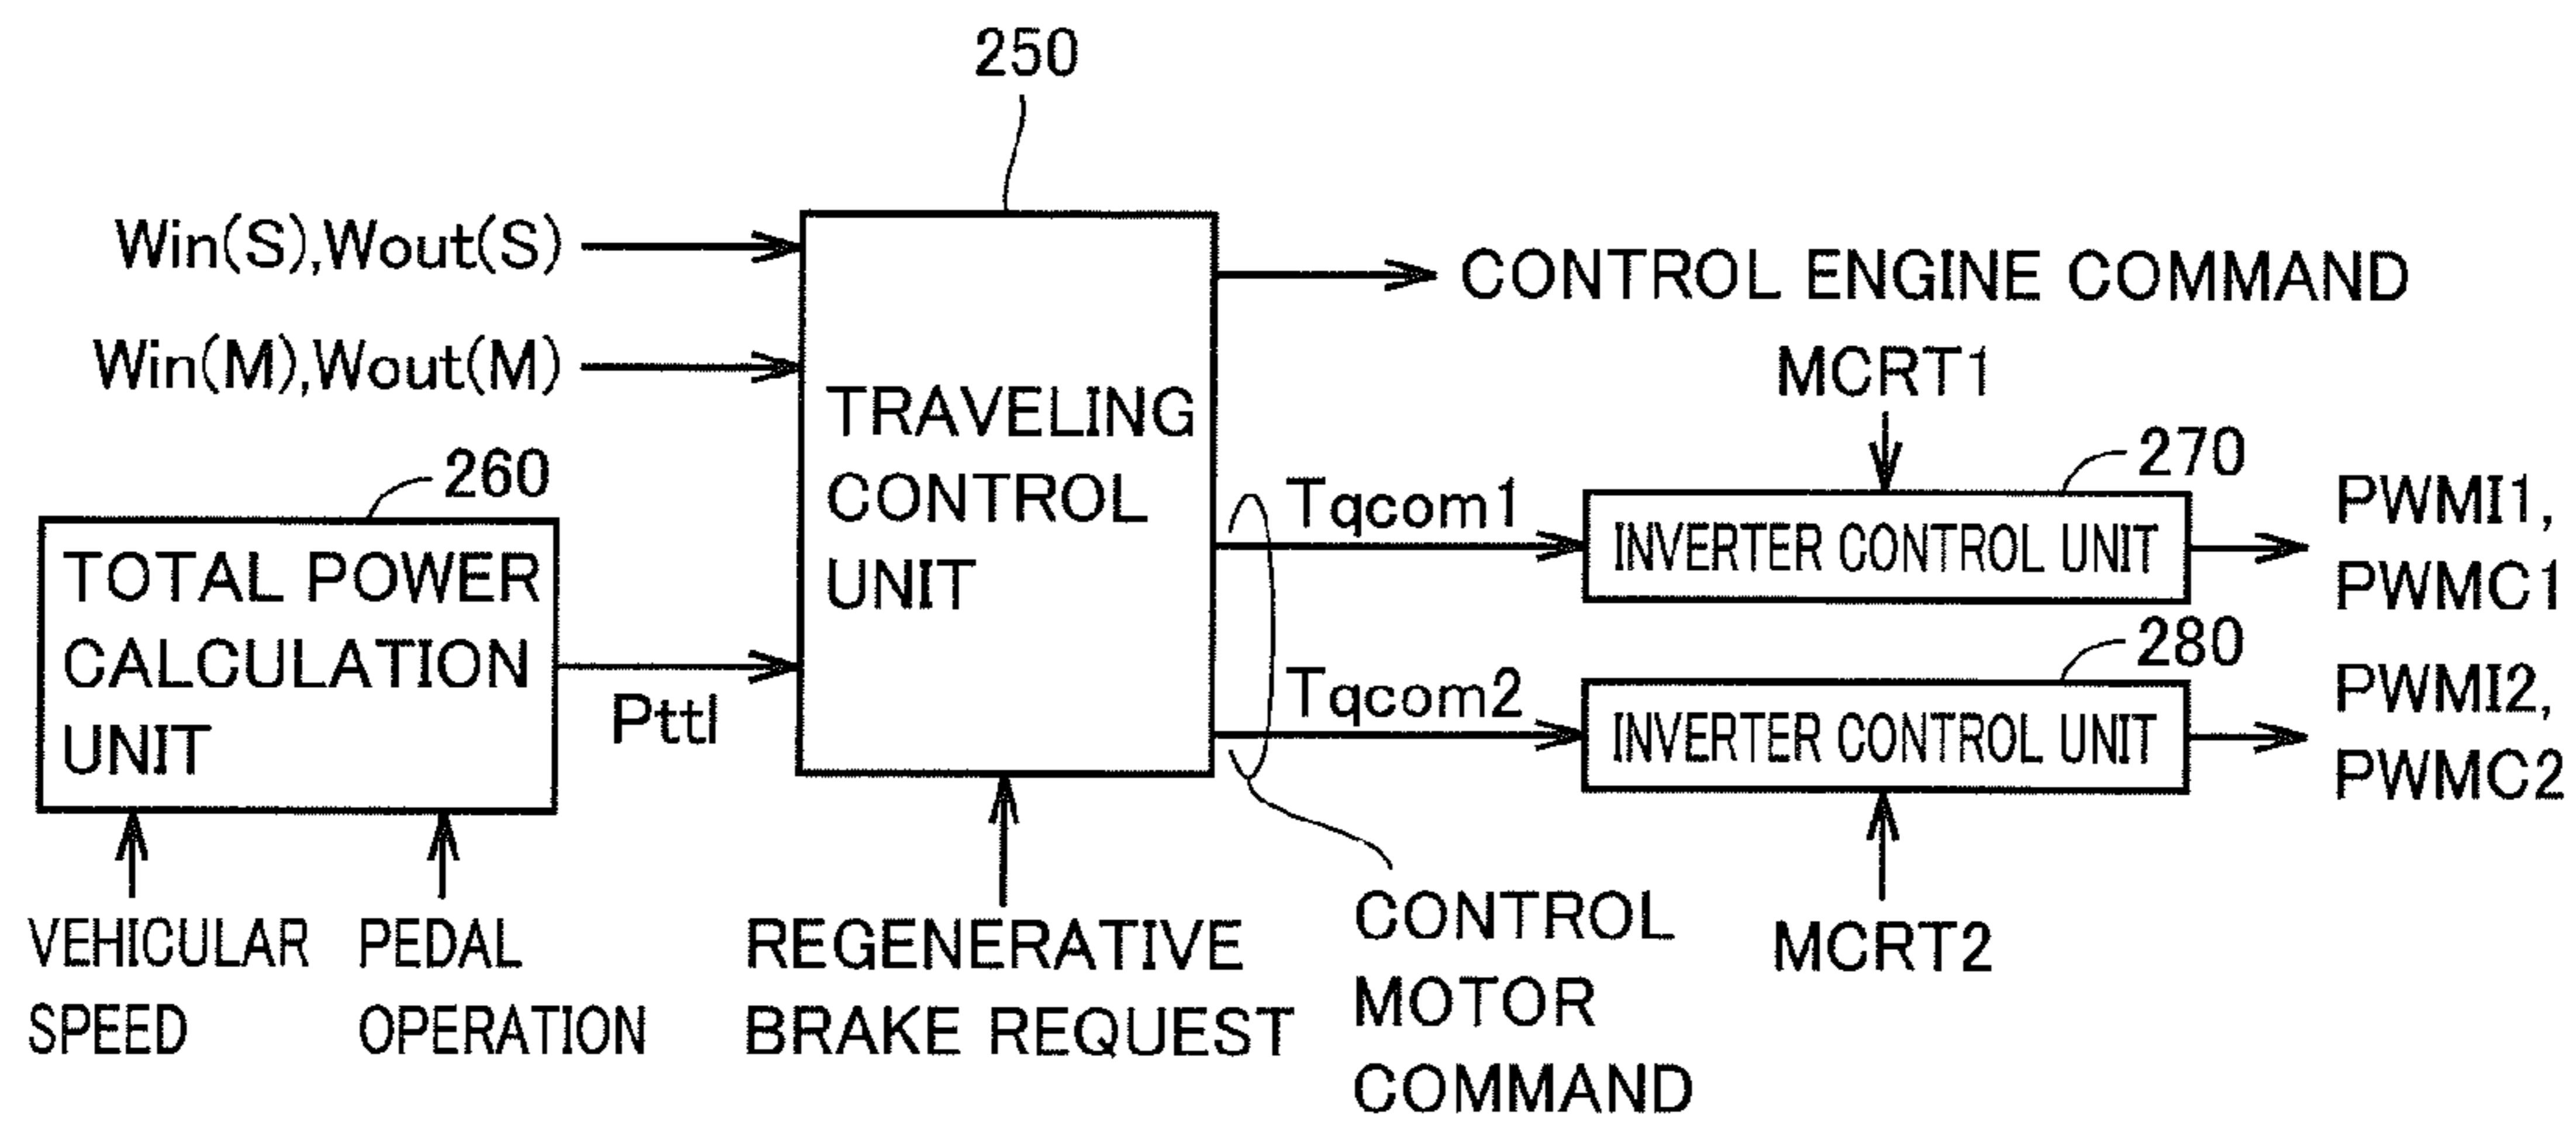 250
Win(S),Wout(S)
Win(M),Wout(M)
260
TOTAL POWER
CALCULATION
UNIT
Pttl
VEHICULAR
SPEED
PEDAL
OPERATION
TRAVELING
CONTROL
UNIT
REGENERATIVE
BRAKE REQUEST
CONTROL ENGINE COMMAND
MCRT1
270
Tqcom1
INVERTER CONTROL UNIT
PWMI1,
PWMC1
280
Tqcom2
INVERTER CONTROL UNIT
PWMI2,
PWMC2
MCRT2
CONTROL
MOTOR
COMMAND